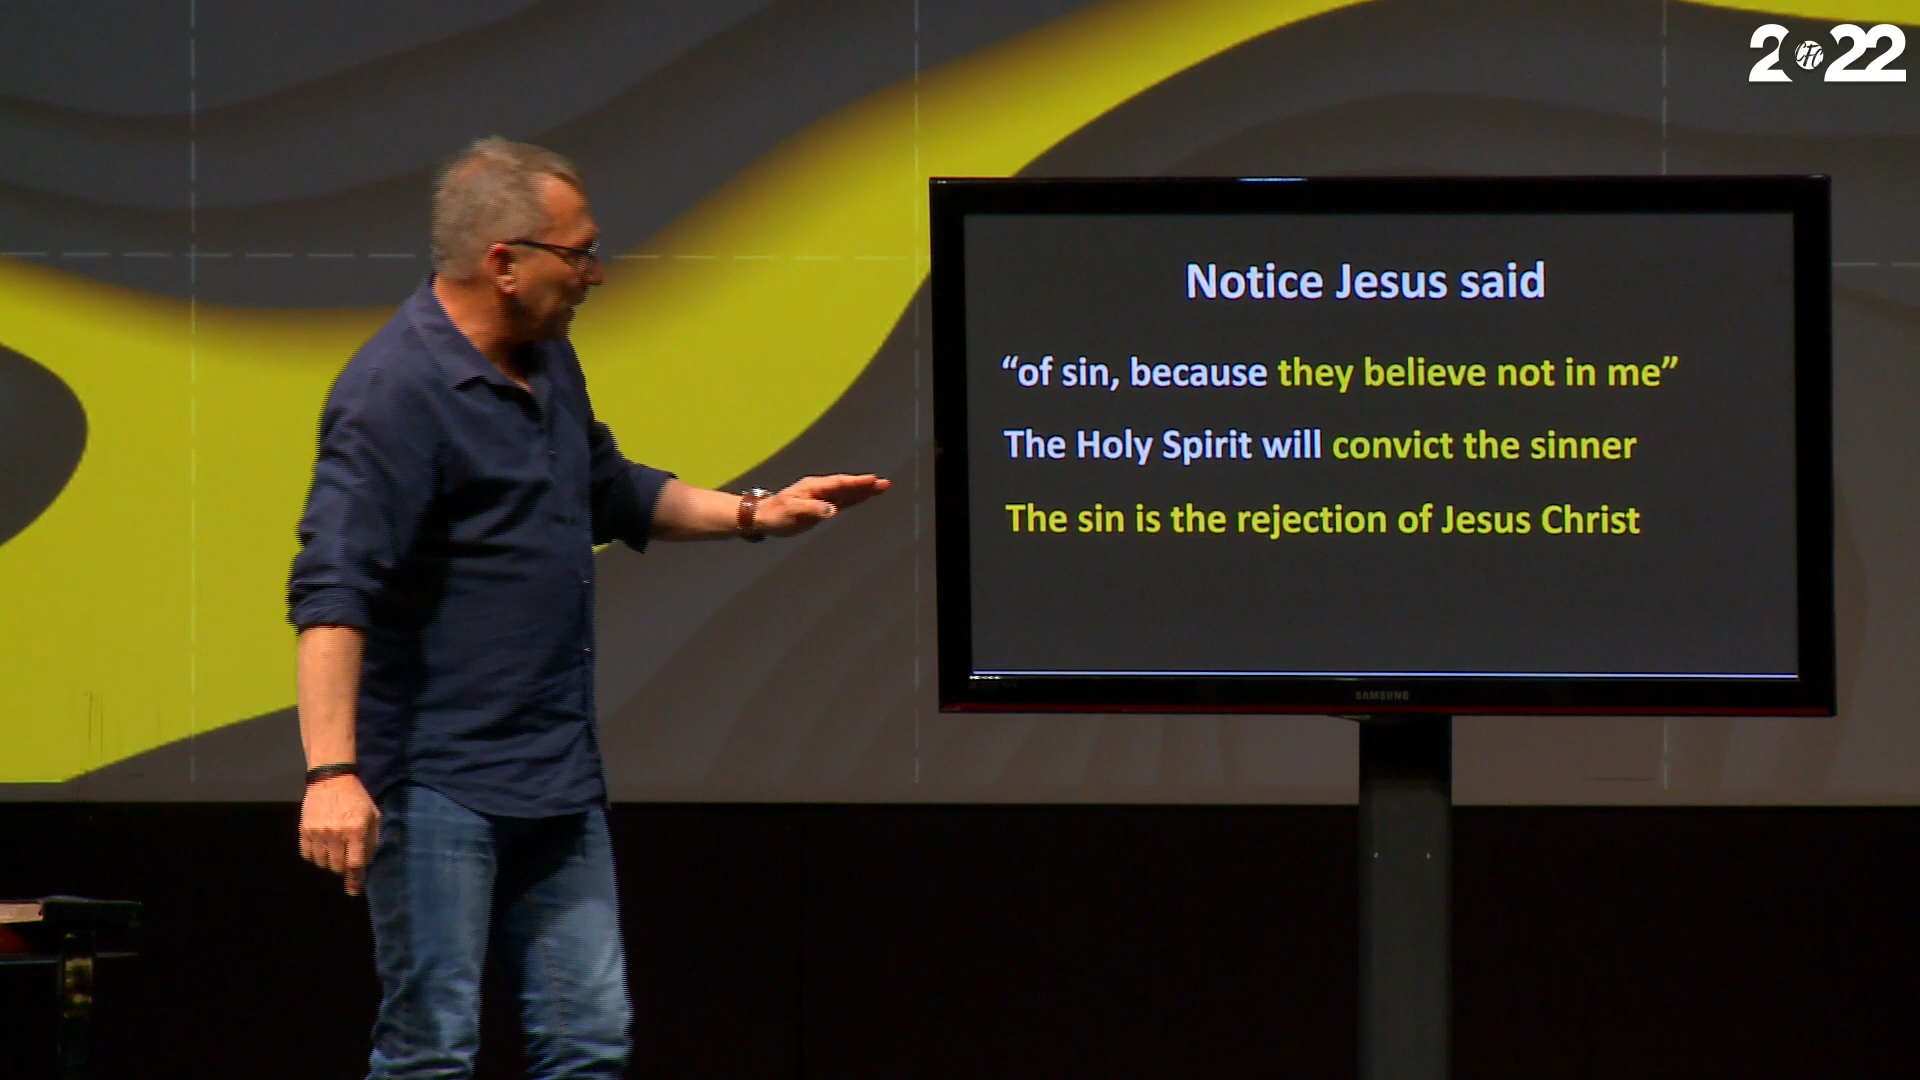 2022
Notice Jesus said
“of sin, because they believe not in me”
The Holy Spirit will convict the sinner
The sin is the rejection of Jesus Christ
SAMSUNG